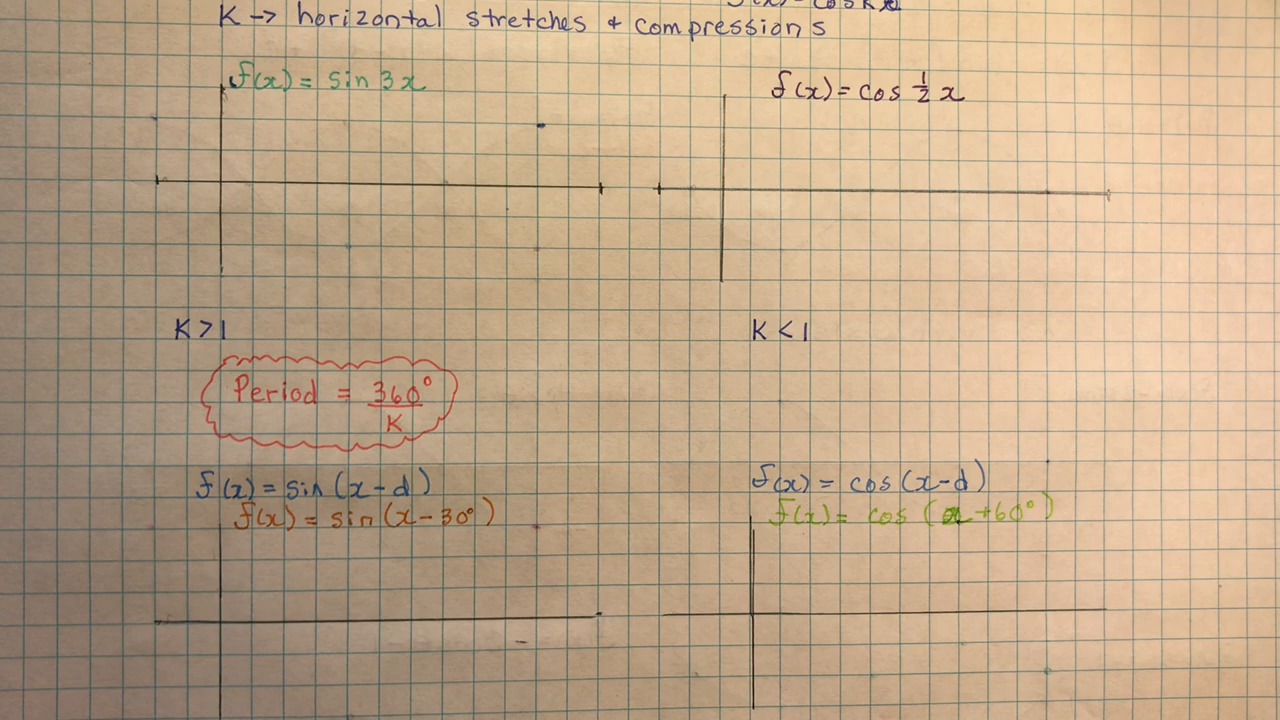 K → horizontal stretches & compressions
f(x) = sin 3x
f(x) = cos ½ x
K > 1
K < 1
Period = 360°/K
f(x) = sin (x - d)
f(x) = sin (x - 30°)
f(x) = cos (x - d)
f(x) = cos (x + 60°)